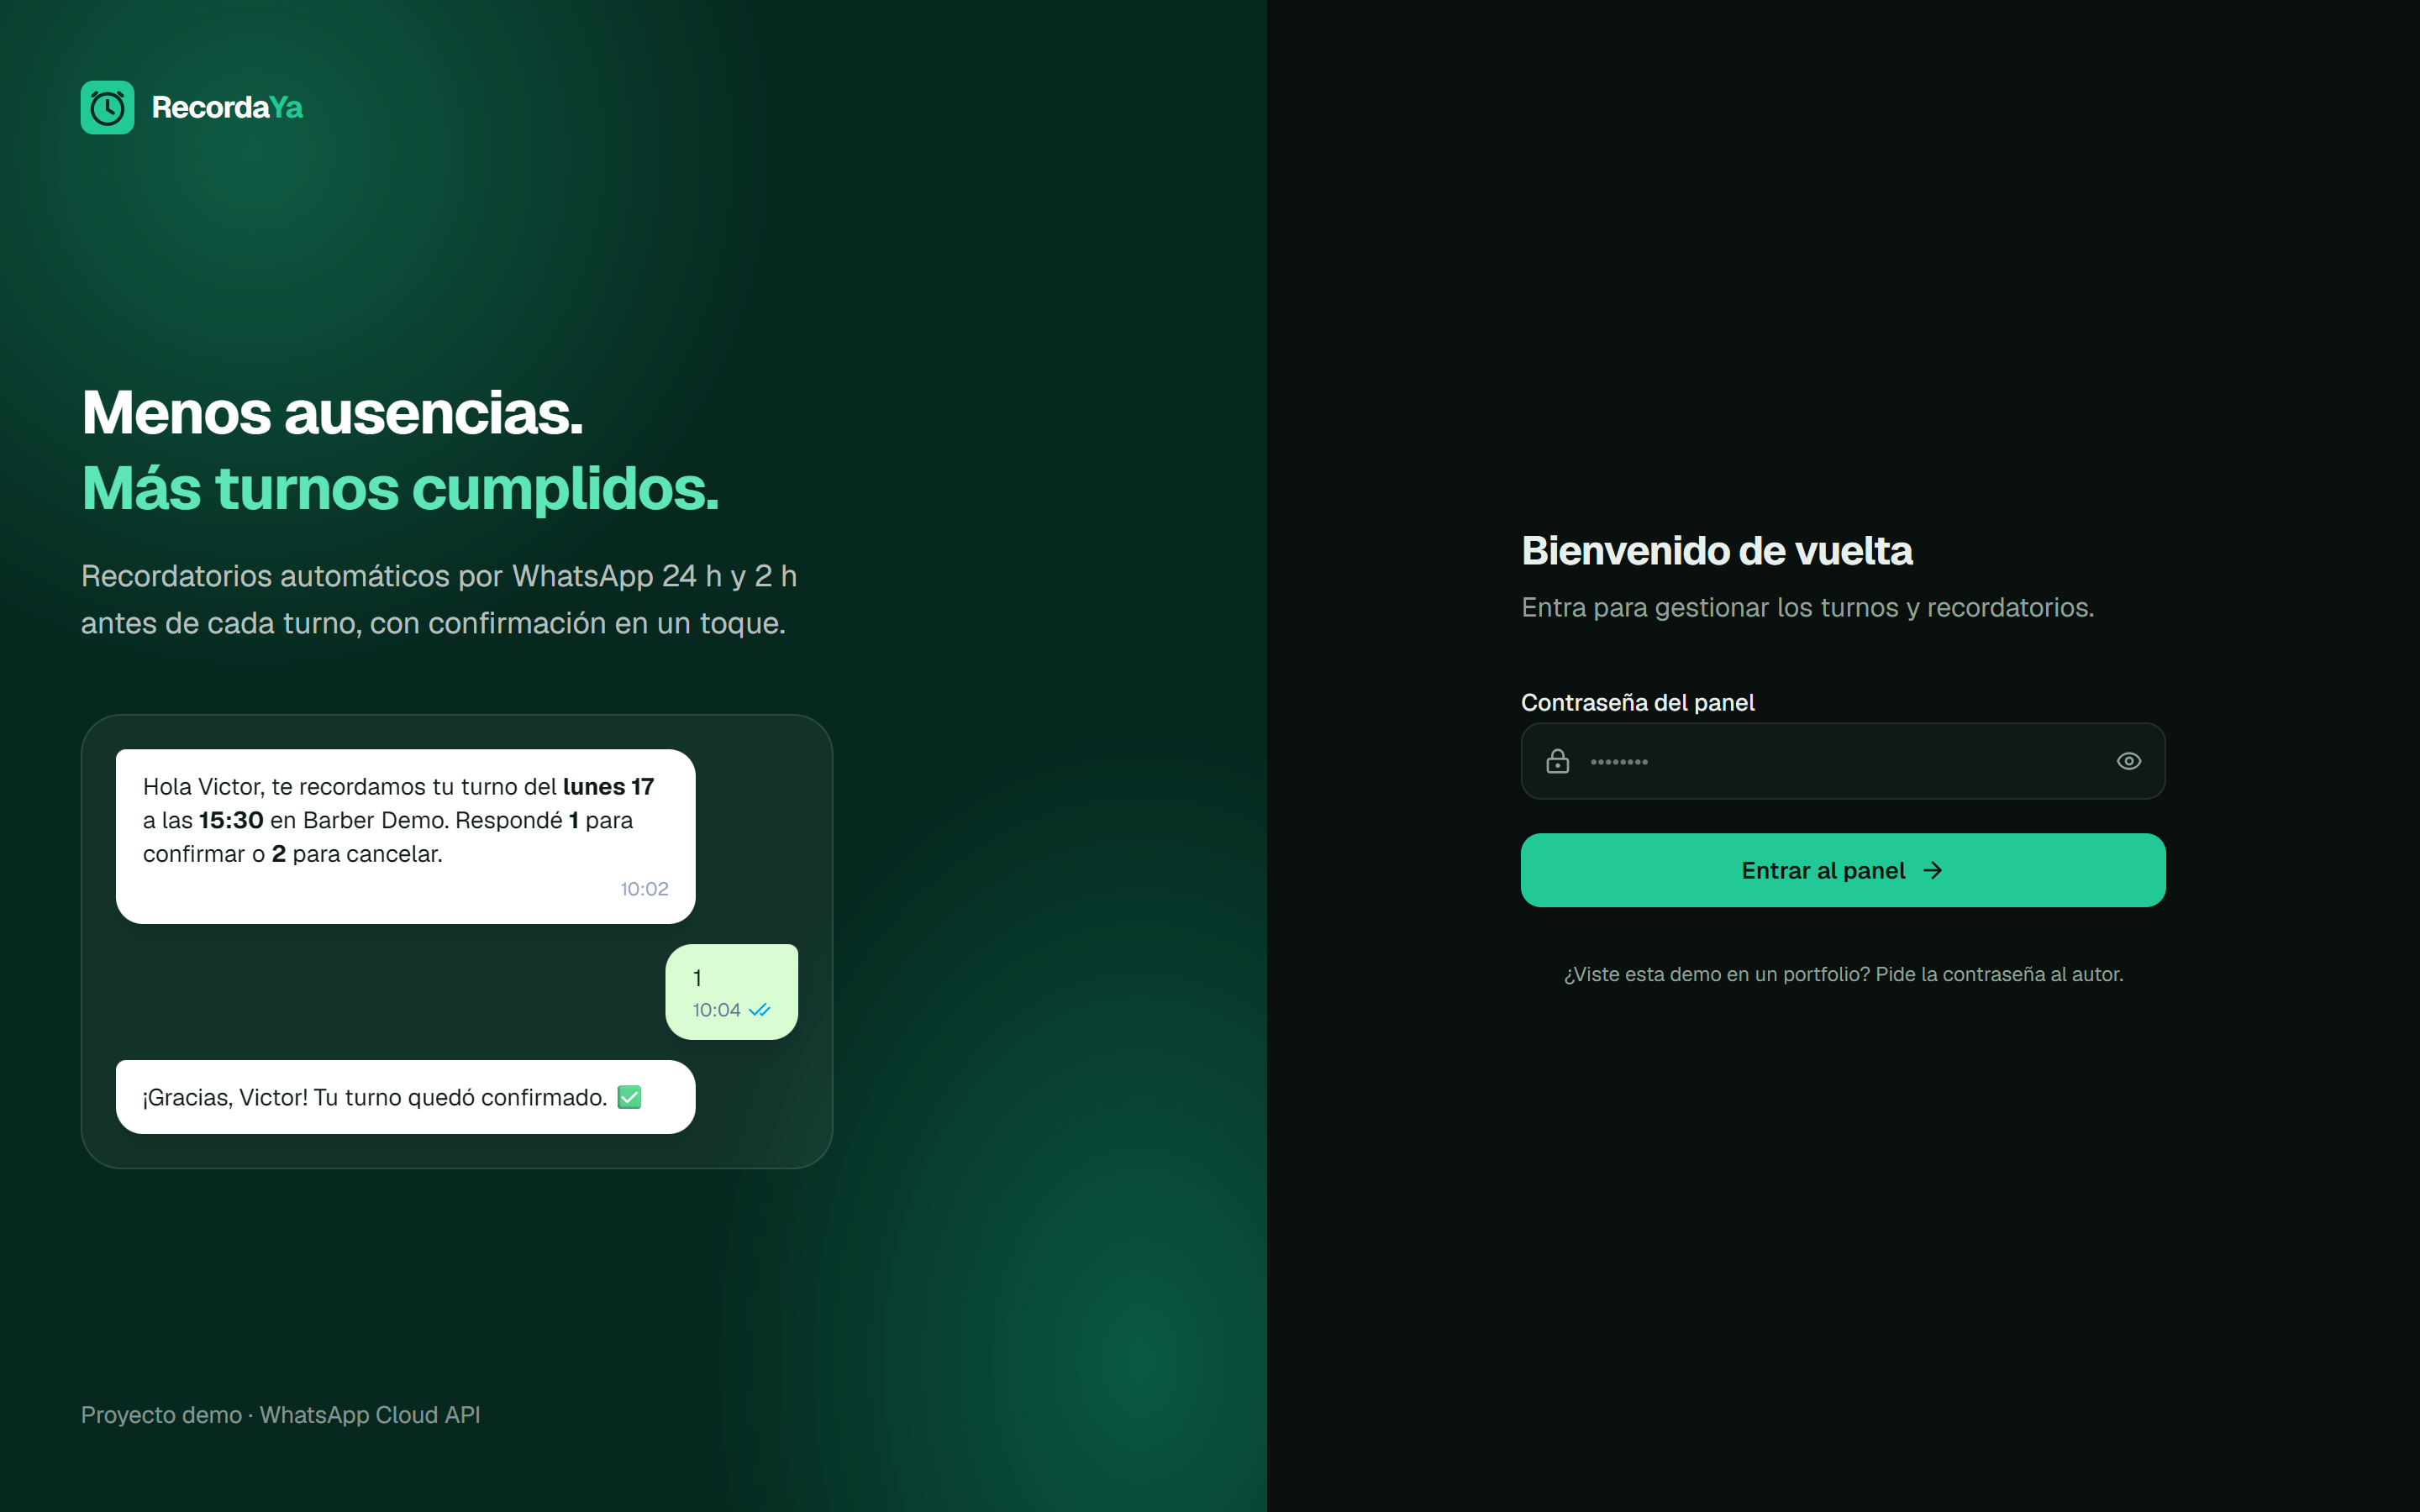 RecordaYa
Menos ausencias.
Más turnos cumplidos.
Recordatorios automáticos por WhatsApp 24 h y 2 h
antes de cada turno, con confirmación en un toque.
Hola Victor, te recordamos tu turno del lunes 17
a las 15:30 en Barber Demo. Respondé 1 para
confirmar o 2 para cancelar.
10:02
1
10:04
¡Gracias, Victor! Tu turno quedó confirmado. ✅
Proyecto demo · WhatsApp Cloud API
Bienvenido de vuelta
Entra para gestionar los turnos y recordatorios.
Contraseña del panel
••••••••
Entrar al panel →
¿Viste esta demo en un portfolio? Pide la contraseña al autor.